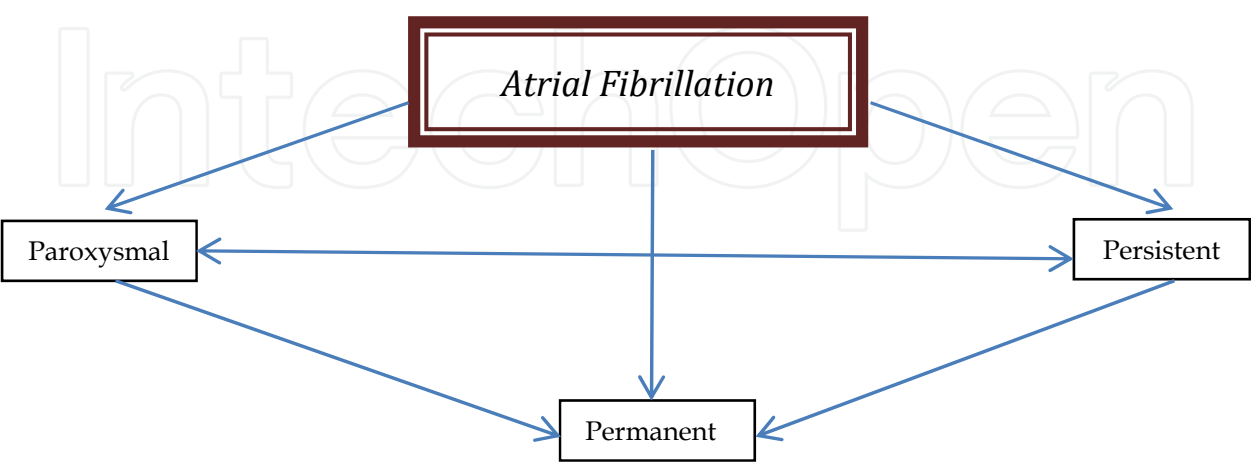 IntechOpen
Atrial Fibrillation
Paroxysmal
Persistent
Permanent